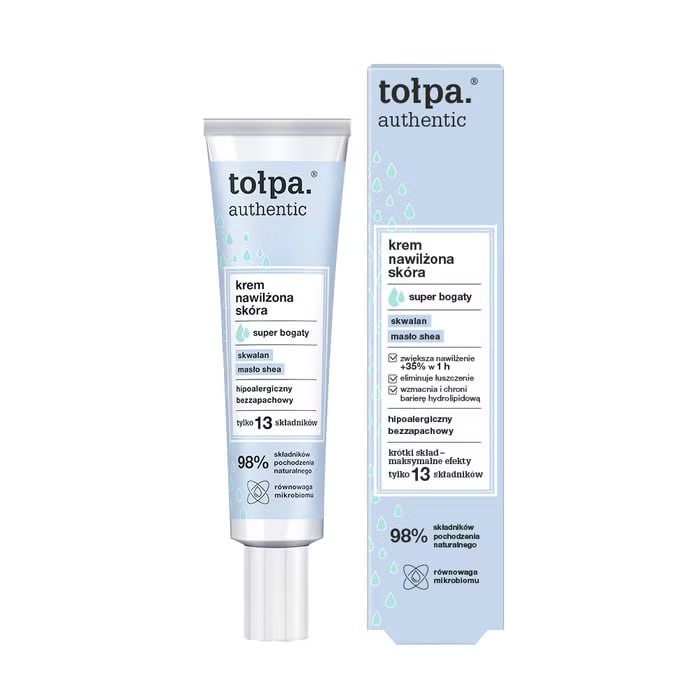 tołpa.®
authentic
krem
nawilżona
skóra
super bogaty
skwalan
masło shea
hipoalergiczny
bezzapachowy
tylko 13 składników
98% składników
pochodzenia
naturalnego
równowaga
mikrobiomu
tołpa.®
authentic
krem
nawilżona
skóra
super bogaty
skwalan
masło shea
zwiększa nawilżenie
+35% w 1 h
eliminuje łuszczenie
wzmacnia i chroni
barierę hydrolipidową
hipoalergiczny
bezzapachowy
krótki skład –
maksymalne efekty
tylko 13 składników
98% składników
pochodzenia
naturalnego
równowaga
mikrobiomu